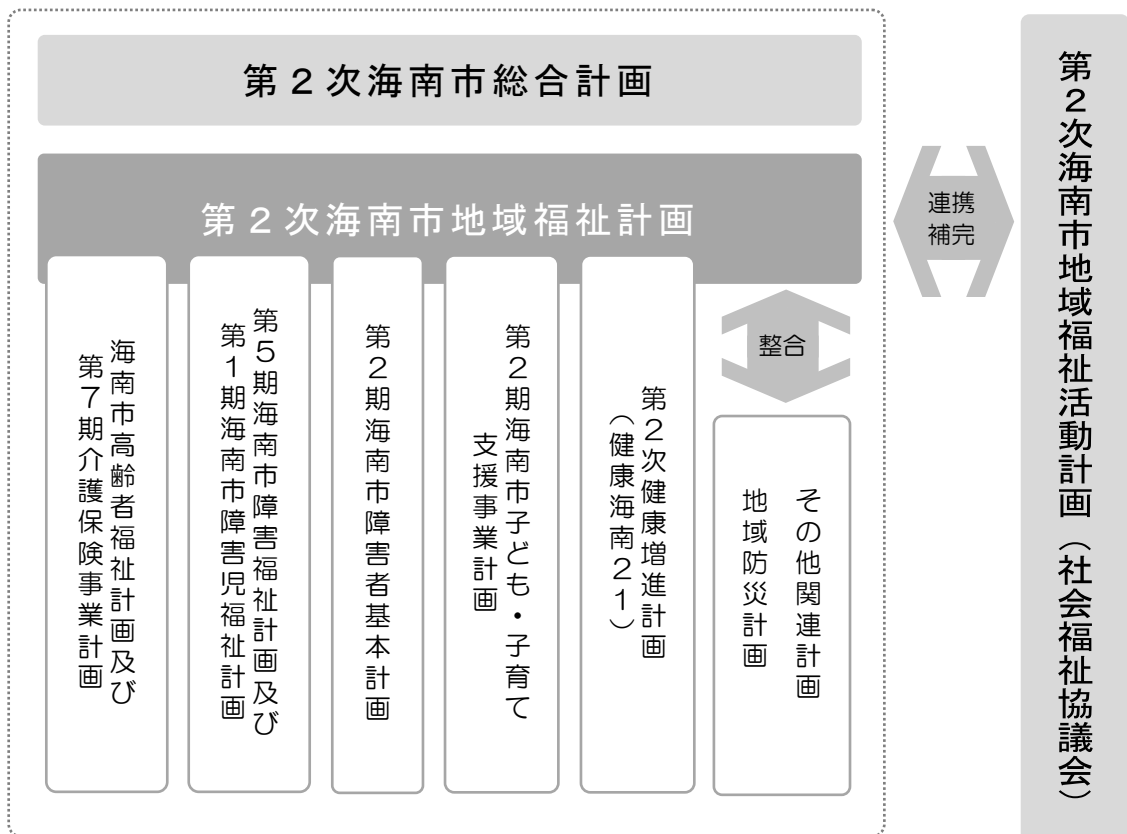 第２次海南市総合計画
第２次海南市地域福祉計画
海南市高齢者福祉計画及び
第７期介護保険事業計画
第５期海南市障害福祉計画及び
第１期海南市障害児福祉計画
第２期海南市障害者基本計画
第２期海南市子ども・子育て
支援事業計画
第２次健康増進計画
（健康海南２１）
整合
その他関連計画
地域防災計画
連携
補完
第２次海南市地域福祉活動計画（社会福祉協議会）